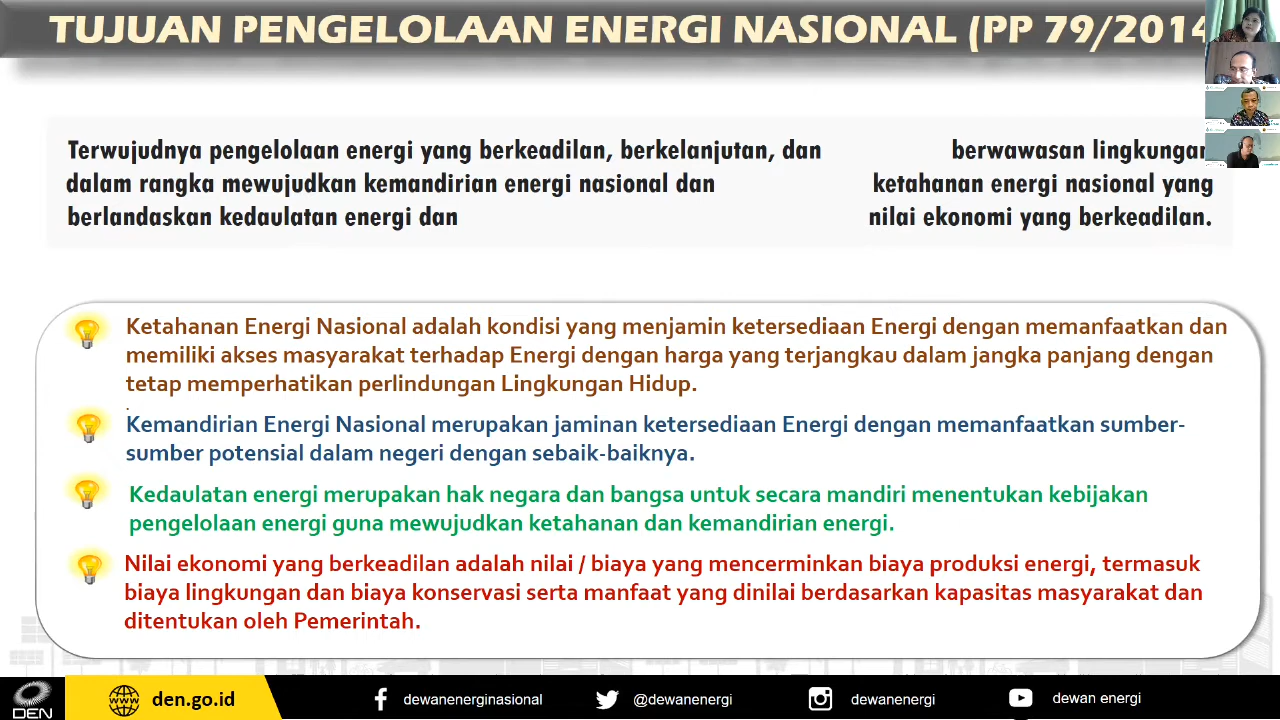 TUJUAN PENGELOLAAN ENERGI NASIONAL (PP 79/2014
Terwujudnya pengelolaan energi yang berkeadilan, berkelanjutan, dan berwawasan lingkungan
dalam rangka mewujudkan kemandirian energi nasional dan ketahanan energi nasional yang
berlandaskan kedaulatan energi dan nilai ekonomi yang berkeadilan.
Ketahanan Energi Nasional adalah kondisi yang menjamin ketersediaan Energi dengan memanfaatkan dan
memiliki akses masyarakat terhadap Energi dengan harga yang terjangkau dalam jangka panjang dengan
tetap memperhatikan perlindungan Lingkungan Hidup.
.
Kemandirian Energi Nasional merupakan jaminan ketersediaan Energi dengan memanfaatkan sumber-
sumber potensial dalam negeri dengan sebaik-baiknya.
Kedaulatan energi merupakan hak negara dan bangsa untuk secara mandiri menentukan kebijakan
pengelolaan energi guna mewujudkan ketahanan dan kemandirian energi.
Nilai ekonomi yang berkeadilan adalah nilai / biaya yang mencerminkan biaya produksi energi, termasuk
biaya lingkungan dan biaya konservasi serta manfaat yang dinilai berdasarkan kapasitas masyarakat dan
ditentukan oleh Pemerintah.
DEN
WWW
den.go.id
dewanenerginasional
@dewanenergi
dewanenergi
dewan energi